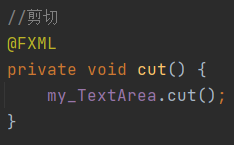 //剪切
@FXML
private void cut() {
    my_TextArea.cut();
}